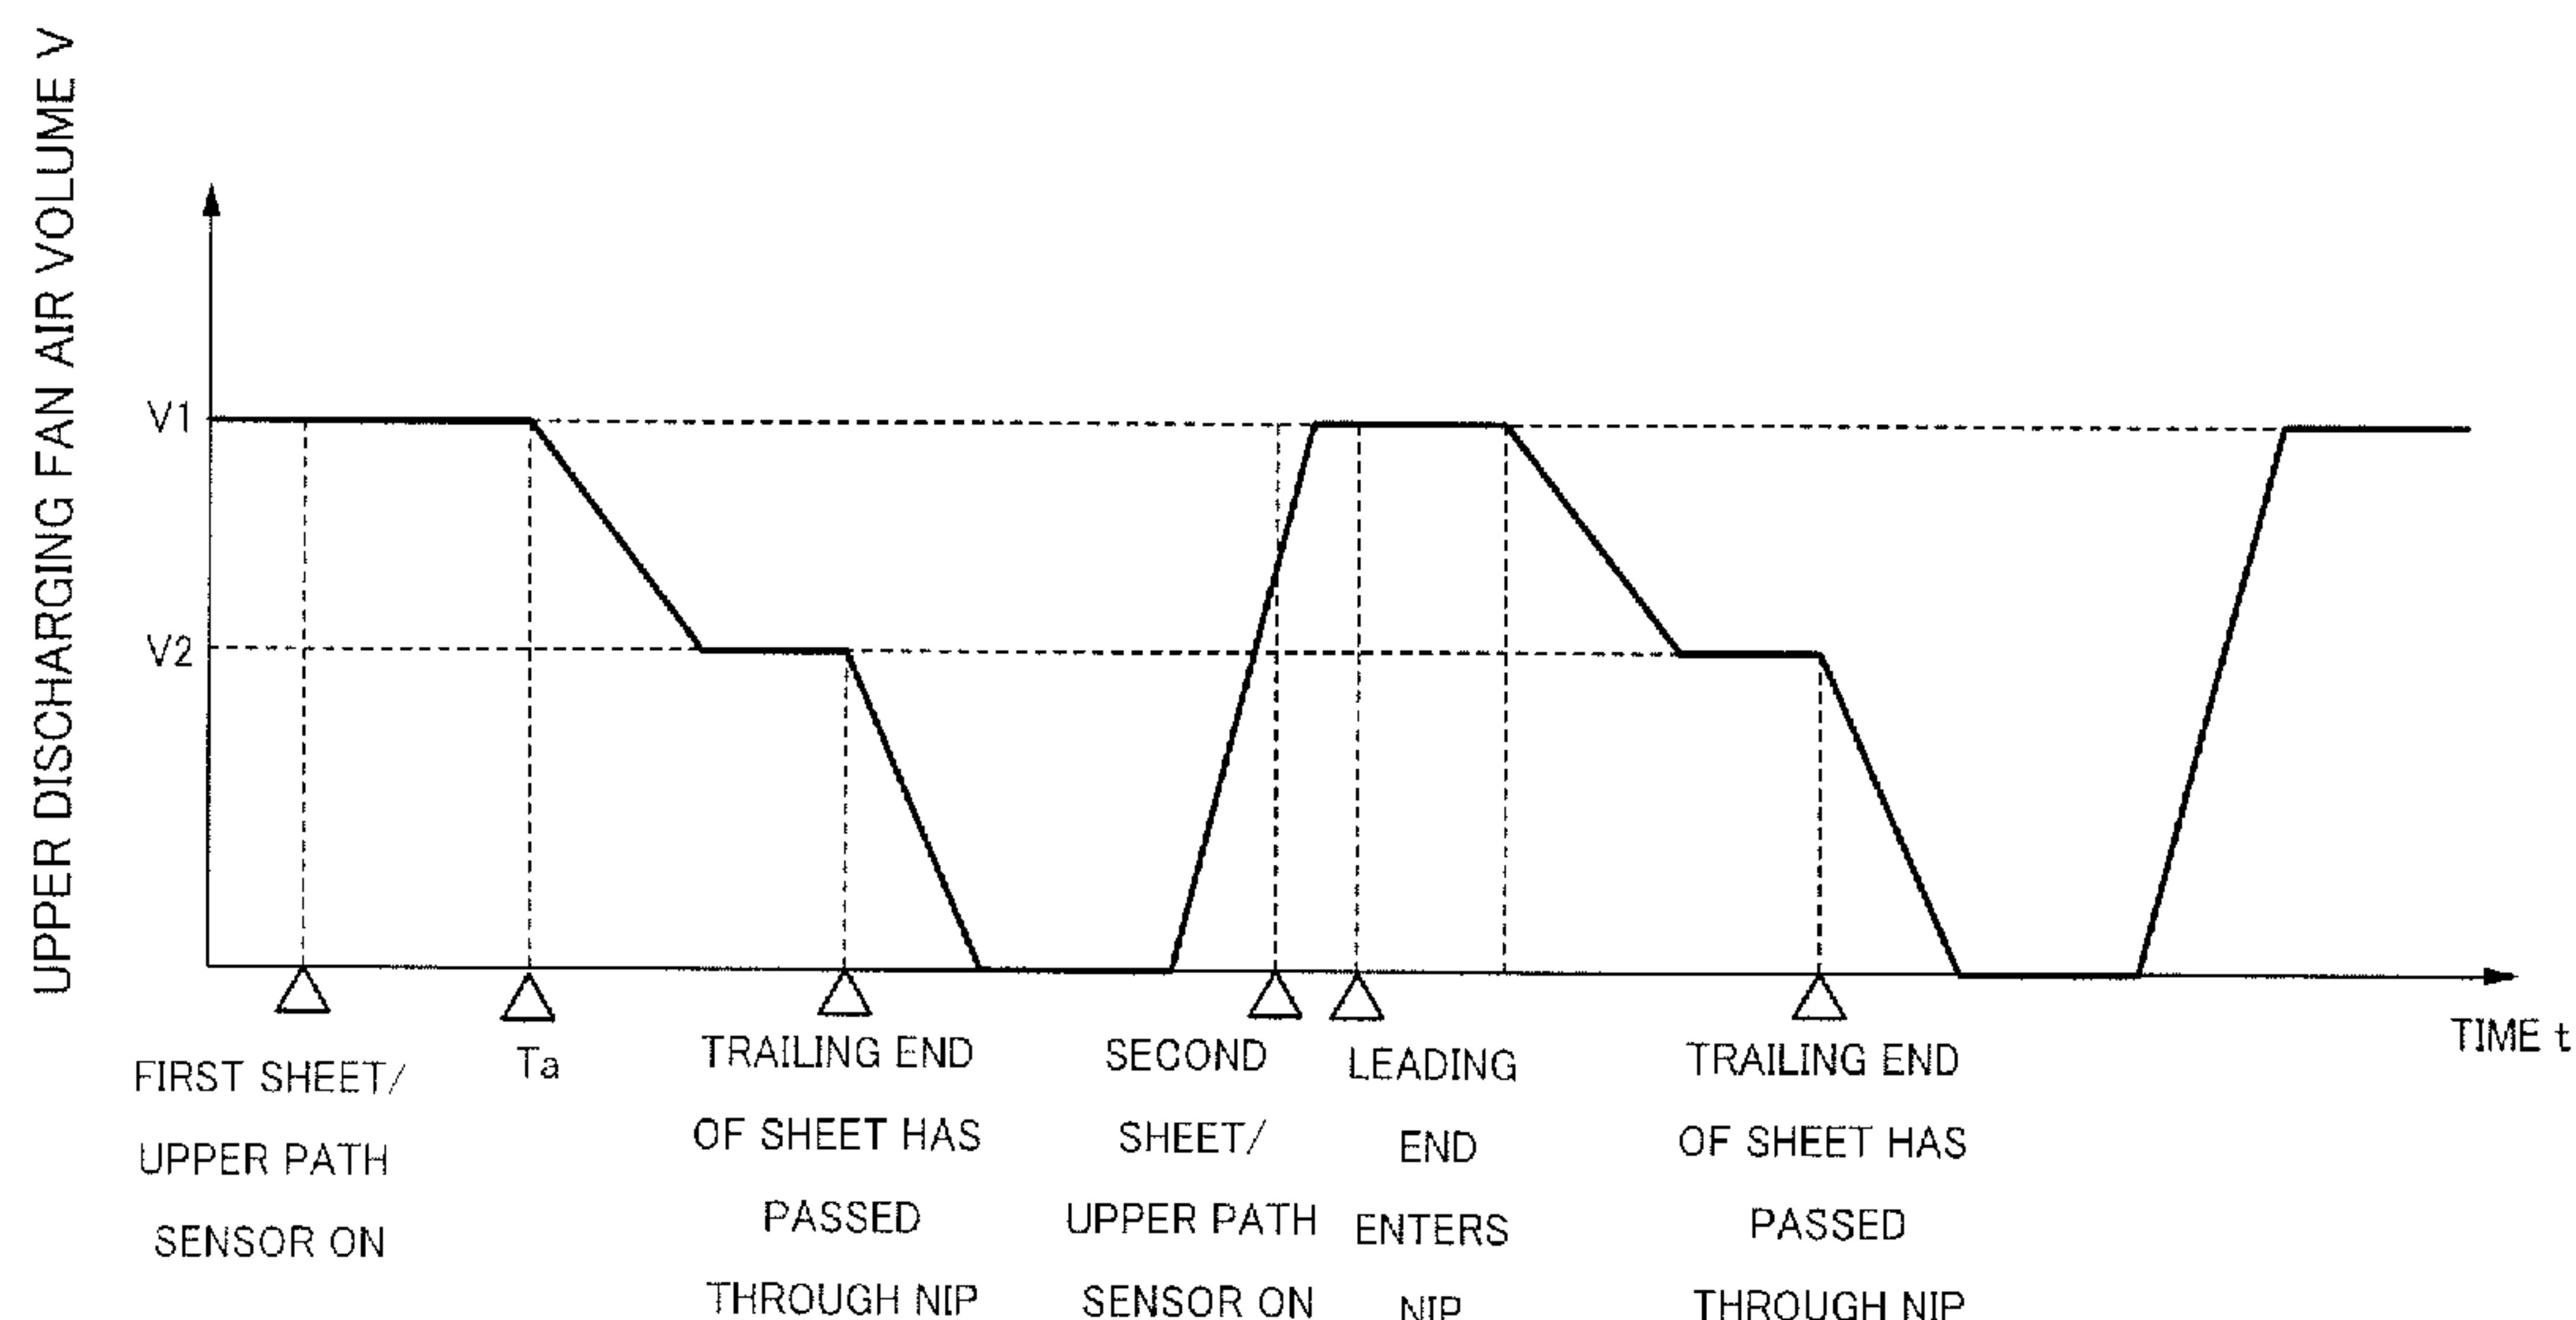 UPPER DISCHARGING FAN AIR VOLUME V
V1
V2
FIRST SHEET/
UPPER PATH
SENSOR ON
Ta
TRAILING END
OF SHEET HAS
PASSED
THROUGH NIP
SECOND
SHEET/
UPPER PATH
SENSOR ON
LEADING
END
ENTERS
NIP
TRAILING END
OF SHEET HAS
PASSED
THROUGH NIP
TIME t